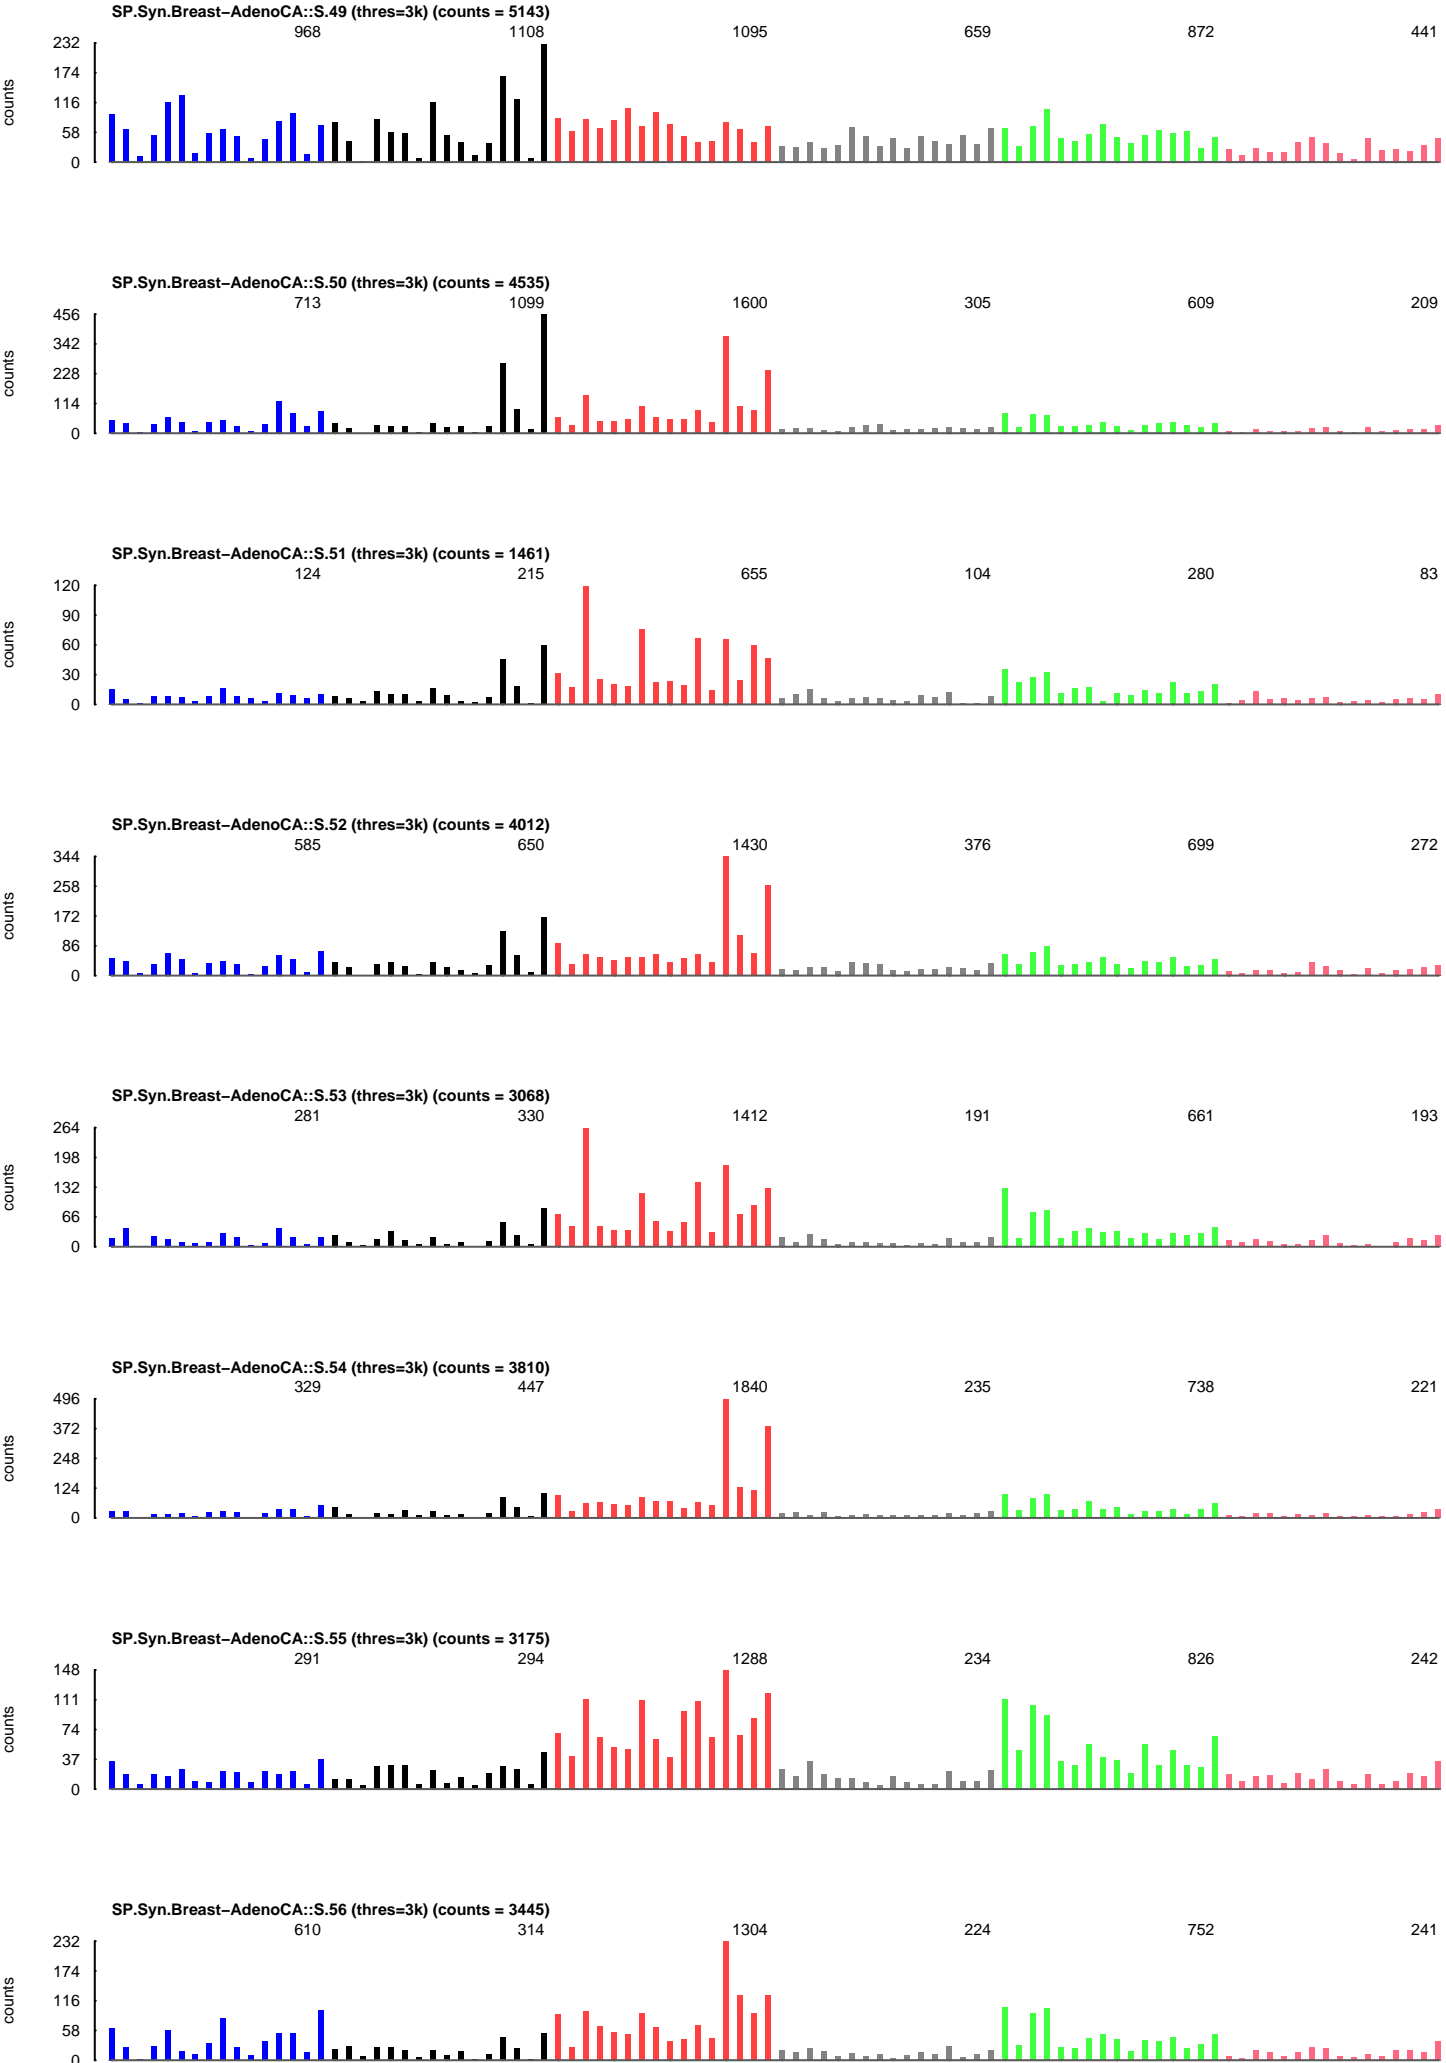 SP.Syn.Breast−AdenoCA::S.49 (thres=3k) (counts = 5143)
968 1108 1095 659 872 441
232
174
116
58
0
counts
SP.Syn.Breast−AdenoCA::S.50 (thres=3k) (counts = 4535)
713 1099 1600 305 609 209
456
342
228
114
0
counts
SP.Syn.Breast−AdenoCA::S.51 (thres=3k) (counts = 1461)
124 215 655 104 280 83
120
90
60
30
0
counts
SP.Syn.Breast−AdenoCA::S.52 (thres=3k) (counts = 4012)
585 650 1430 376 699 272
344
258
172
86
0
counts
SP.Syn.Breast−AdenoCA::S.53 (thres=3k) (counts = 3068)
281 330 1412 191 661 193
264
198
132
66
0
counts
SP.Syn.Breast−AdenoCA::S.54 (thres=3k) (counts = 3810)
329 447 1840 235 738 221
496
372
248
124
0
counts
SP.Syn.Breast−AdenoCA::S.55 (thres=3k) (counts = 3175)
291 294 1288 234 826 242
148
111
74
37
0
counts
SP.Syn.Breast−AdenoCA::S.56 (thres=3k) (counts = 3445)
610 314 1304 224 752 241
232
174
116
58
0
counts